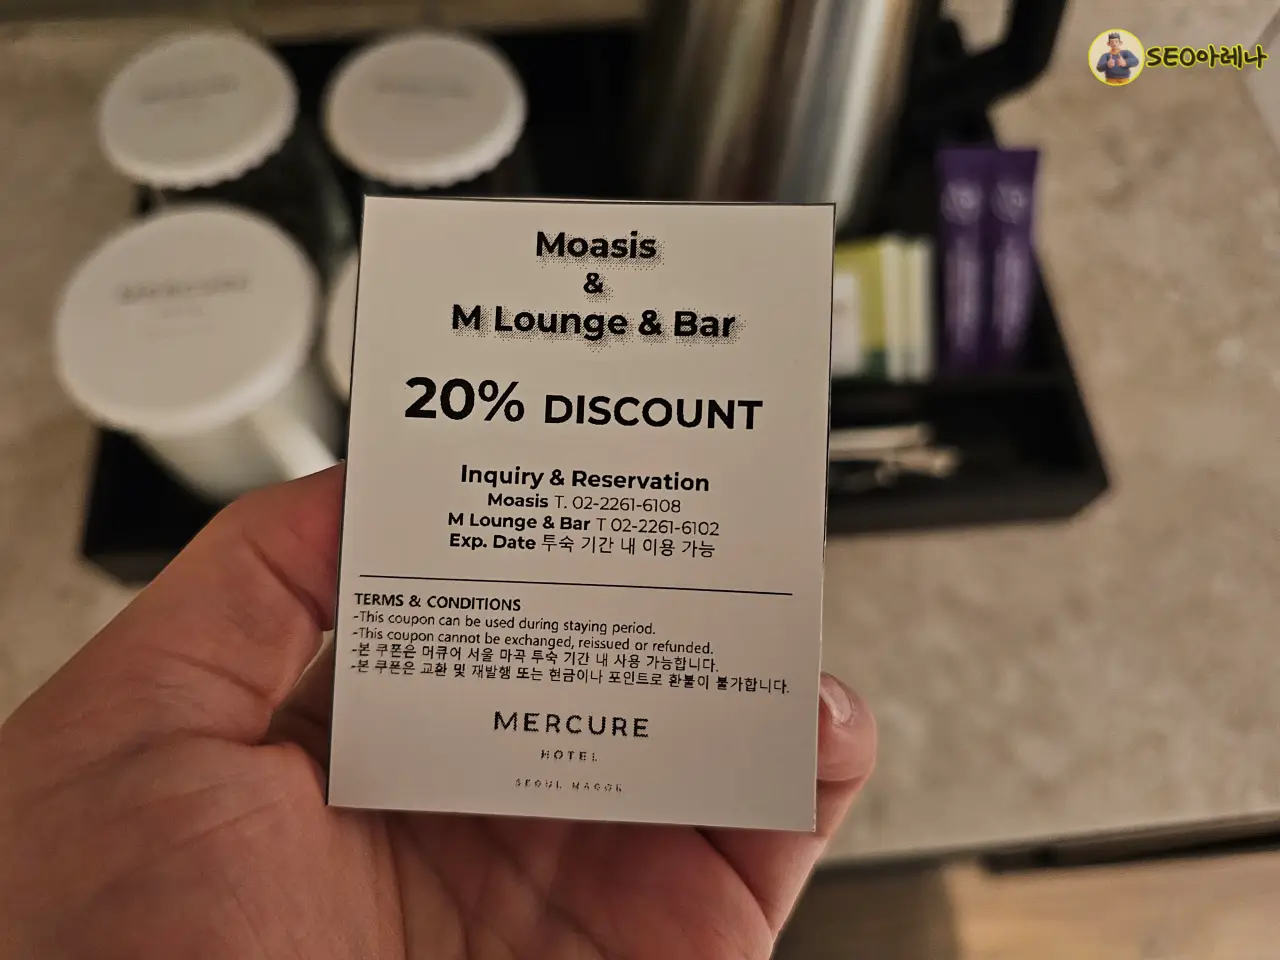 SEO아레나
Moasis
&
M Lounge & Bar
20% DISCOUNT
Inquiry & Reservation
Moasis T. 02-2261-6108
M Lounge & Bar T 02-2261-6102
Exp. Date 투숙 기간 내 이용 가능
TERMS & CONDITIONS
-This coupon can be used during staying period.
-This coupon cannot be exchanged, reissued or refunded.
-본 쿠폰은 머큐어 서울 마곡 투숙 기간 내 사용 가능합니다.
-본 쿠폰은 교환 및 재발행 또는 현금이나 포인트로 환불이 불가합니다.
MERCURE
HOTEL
SEOUL MAGOK